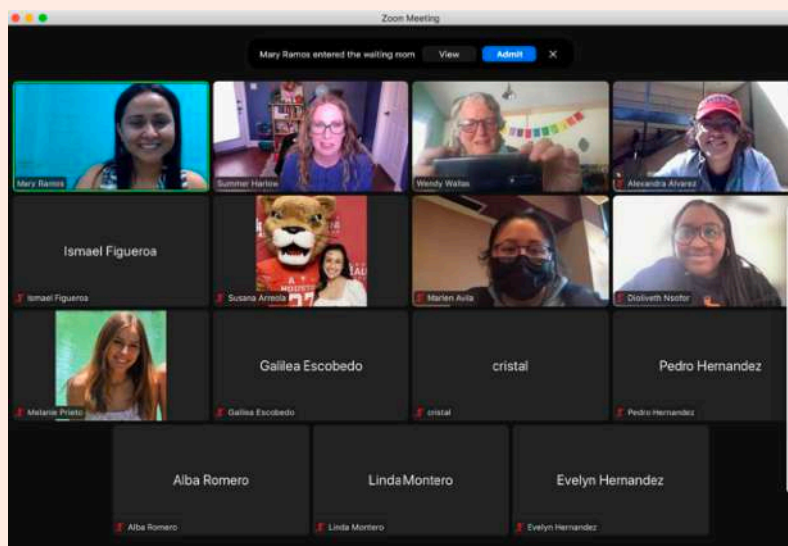 Zoom Meeting
Mary Ramos entered the waiting room View Admit
Mary Ramos
Summer Harlow
Wendy Wallas
Alexandra Álvarez
Ismael Figueroa
Ismael Figueroa
Susana Arreola
HOUSTON
Marlen Avila
Dioliveth Nsofor
Melanie Prieto
Galilea Escobedo
Galilea Escobedo
cristal
cristal
Pedro Hernandez
Pedro Hernandez
Alba Romero
Alba Romero
Linda Montero
Linda Montero
Evelyn Hernandez
Evelyn Hernandez